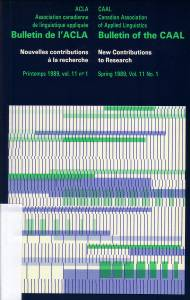 ACLA
Association canadienne
de linguistique appliquée
Bulletin de l'ACLA
Nouvelles contributions
à la recherche
Printemps 1989, vol. 11 nº 1
CAAL
Canadian Association
of Applied Linguistics
Bulletin of the CAAL
New Contributions
to Research
Spring 1989, Vol. 11 No. 1